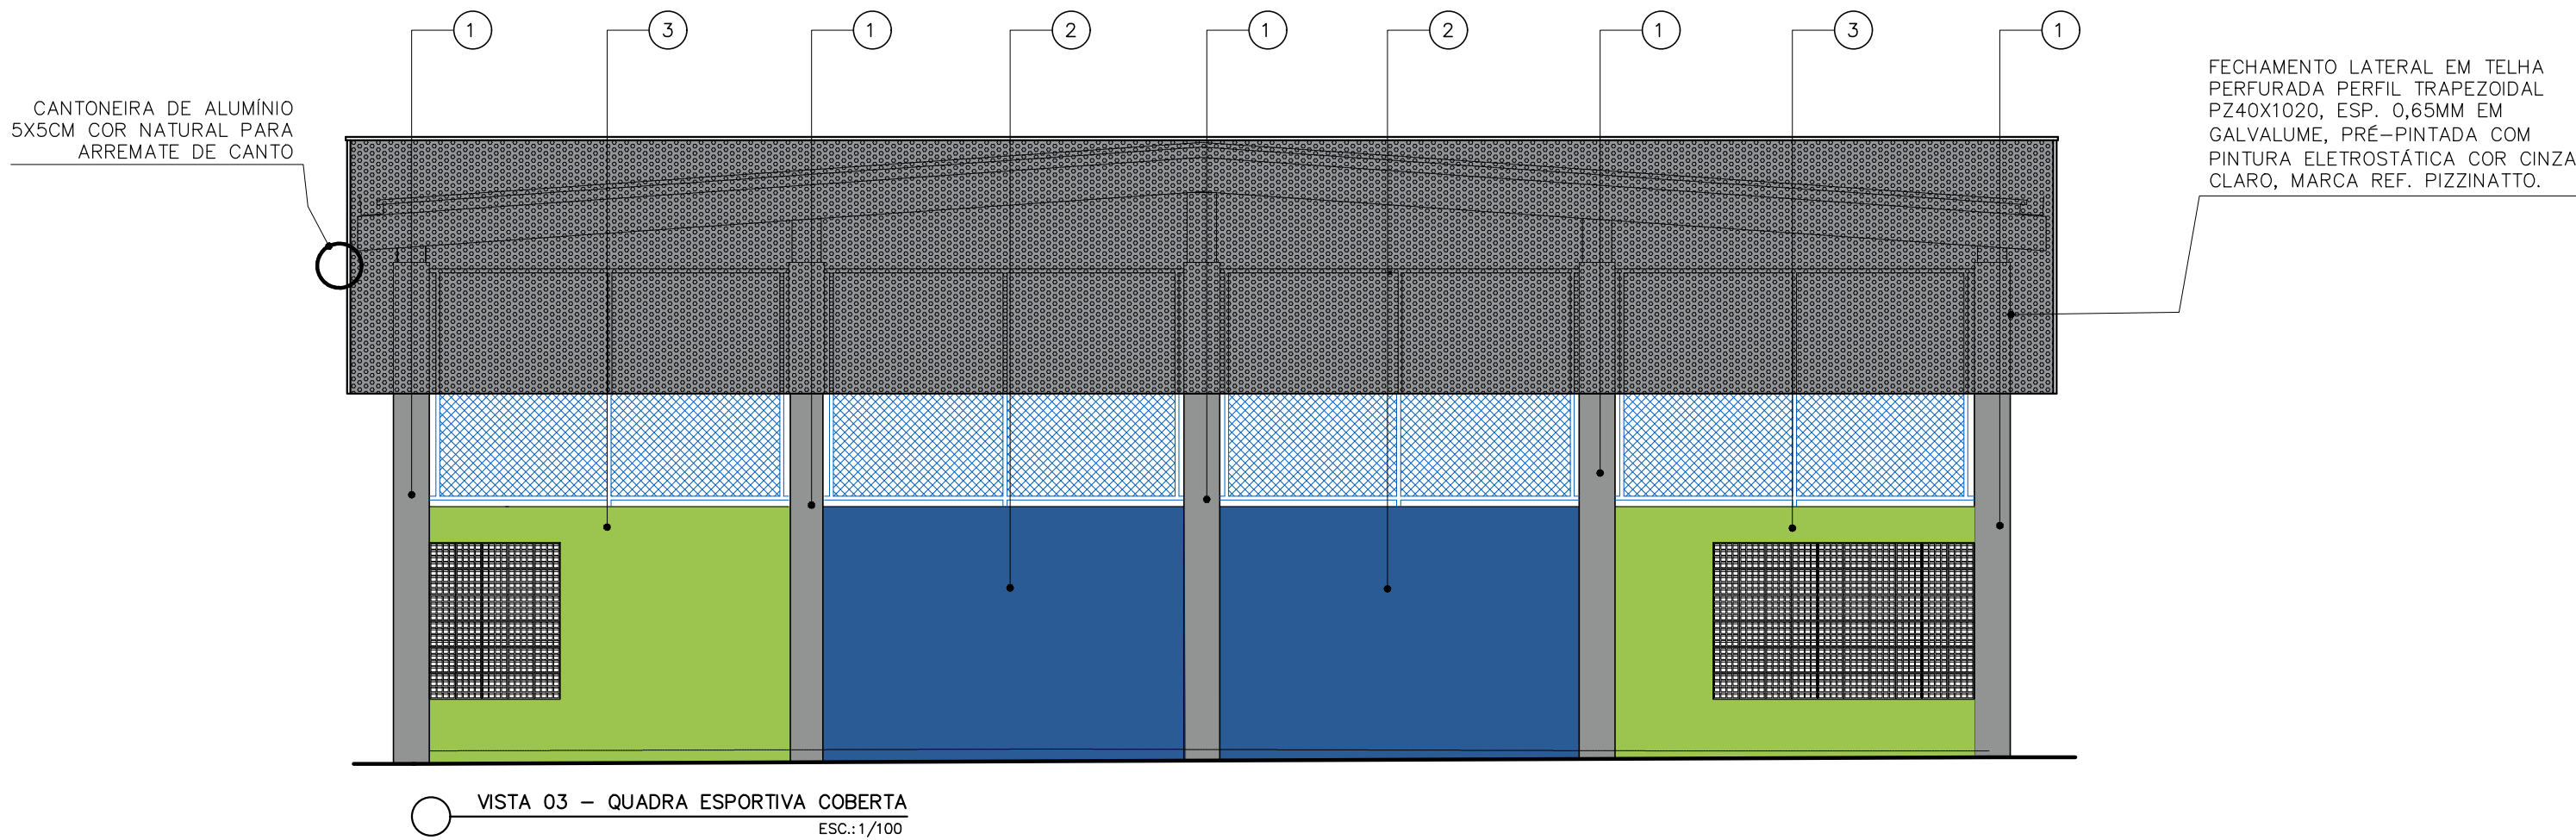 1
3
1
2
1
2
1
3
1
CANTONEIRA DE ALUMÍNIO
5X5CM COR NATURAL PARA
ARREMATE DE CANTO
FECHAMENTO LATERAL EM TELHA
PERFURADA PERFIL TRAPEZOIDAL
PZ40X1020, ESP. 0,65MM EM
GALVALUME, PRÉ-PINTADA COM
PINTURA ELETROSTÁTICA COR CINZA
CLARO, MARCA REF. PIZZINATTO.
VISTA 03 - QUADRA ESPORTIVA COBERTA
ESC.:1/100